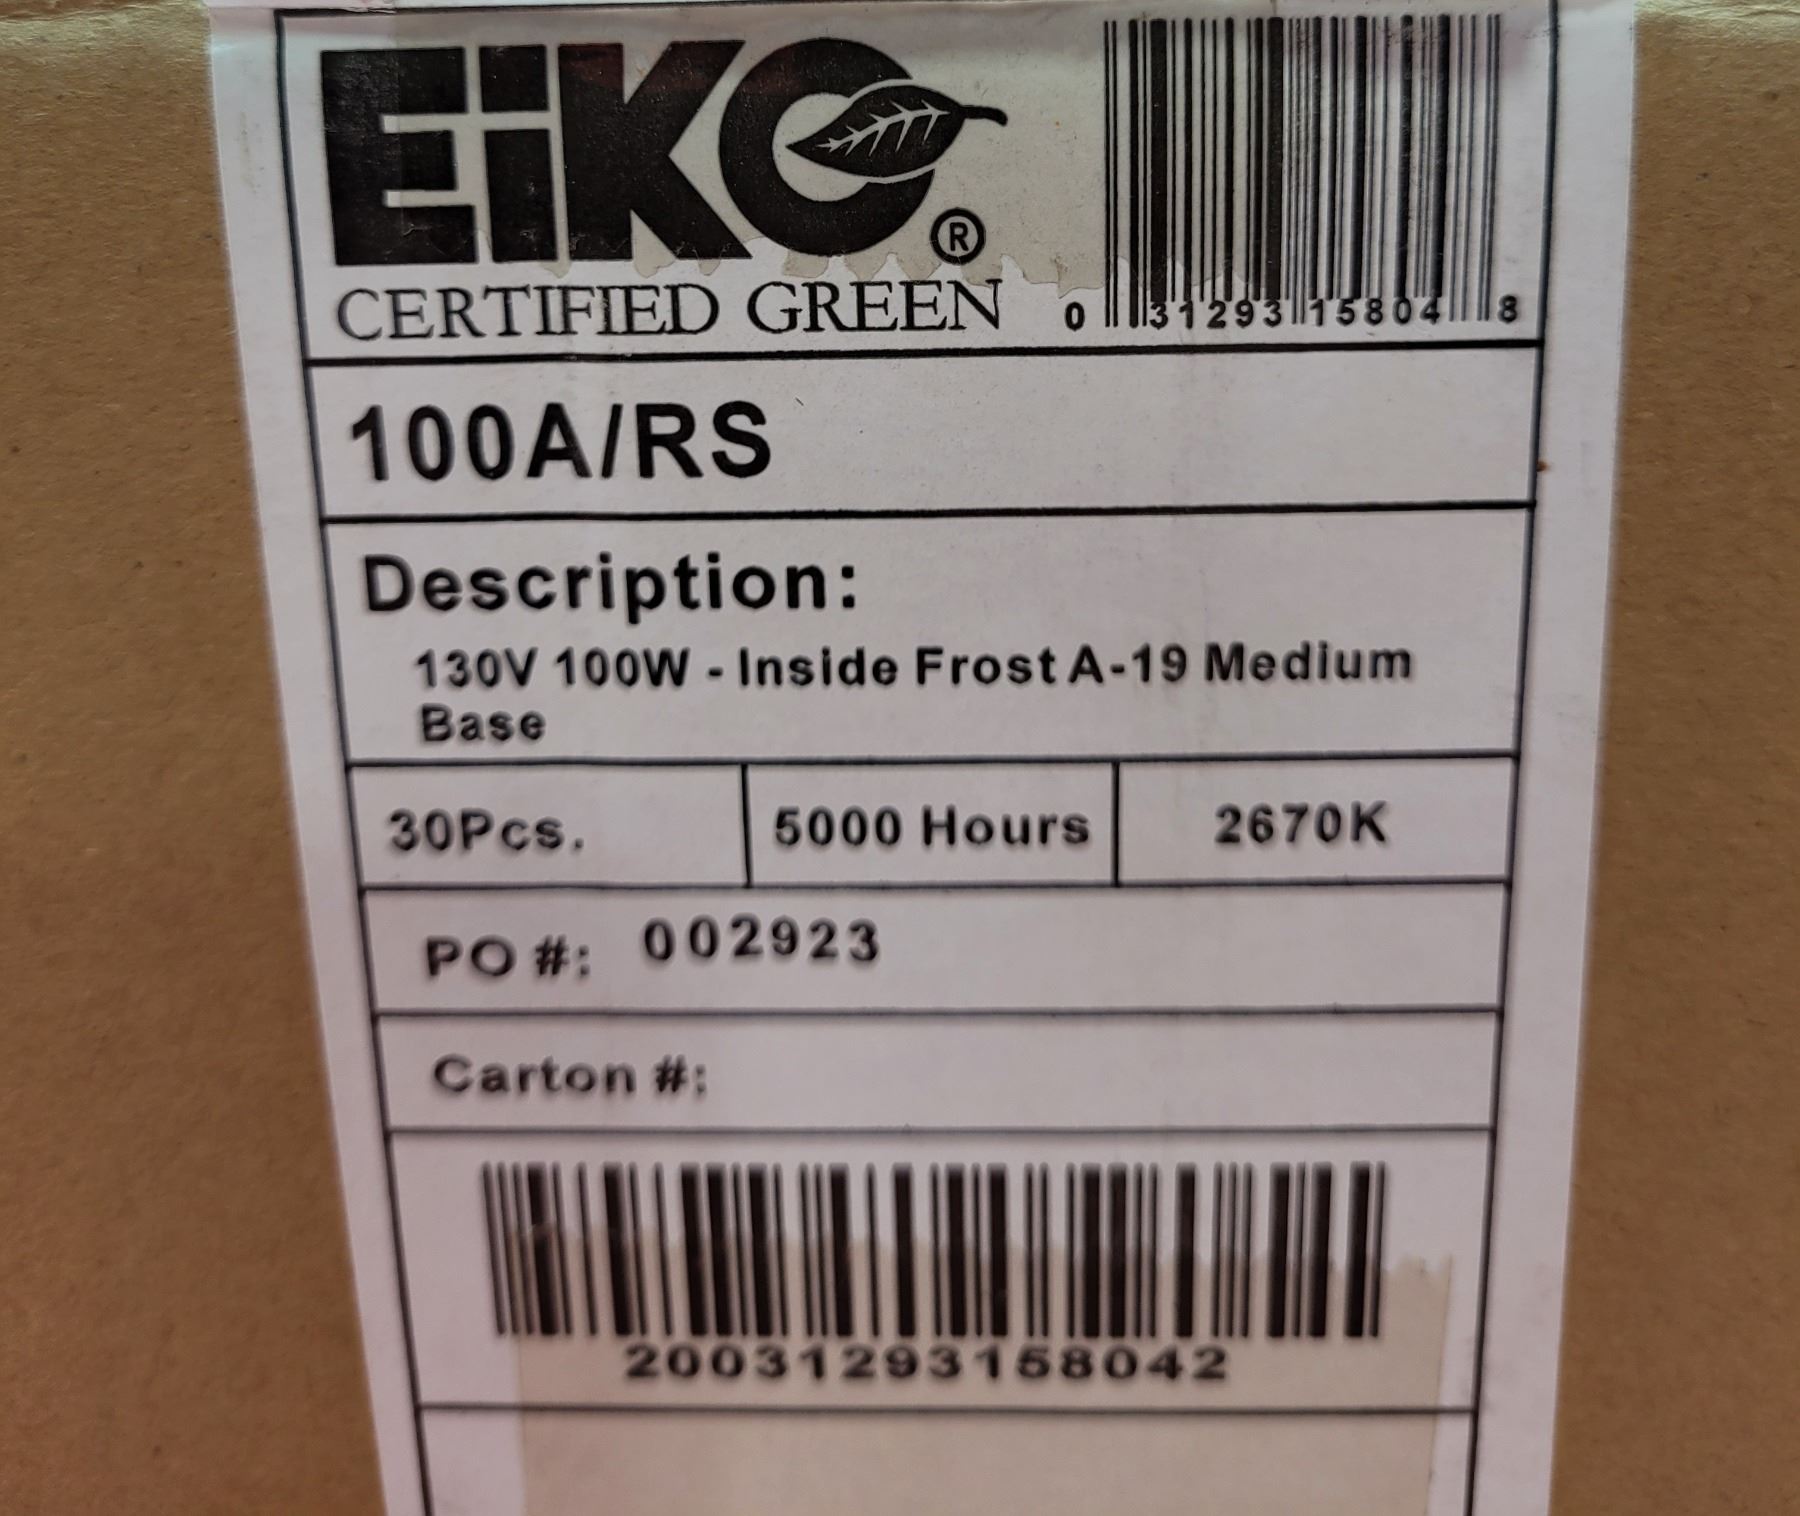 EiKO®
CERTIFIED GREEN
0 31293 15804 8
100A/RS
Description:
130V 100W - Inside Frost A-19 Medium
Base
30Pcs.
5000 Hours
2670K
PO #: 002923
Carton #:
20031293158042